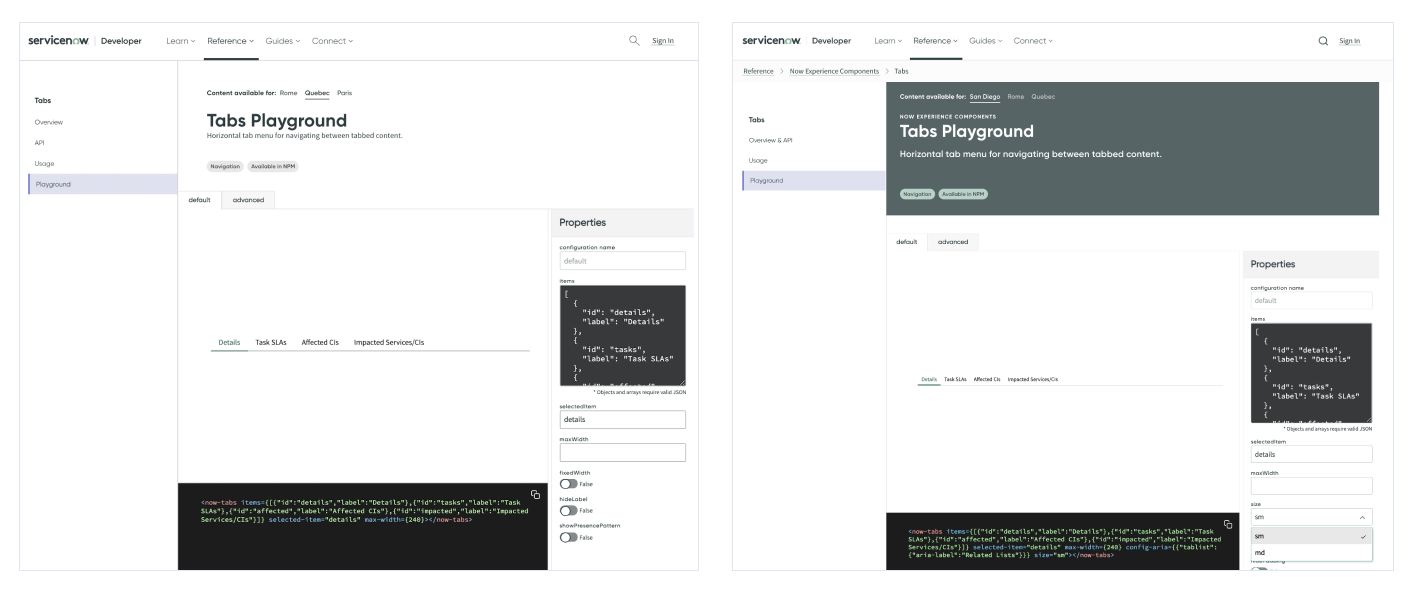 servicenow Developer Learn Reference Guides Connect Sign In
Tabs
Overview
API
Usage
Playground
Content available for: Rome Quebec Paris
Tabs Playground
Horizontal tab menu for navigating between tabbed content.
Navigation Available in NPM
default advanced
Details Task SLAs Affected CIs Impacted Services/CIs
<now-tabs items={[{"id":"details","label":"Details"},{"id":"tasks","label":"Task
SLAs"},{"id":"affected","label":"Affected CIs"},{"id":"impacted","label":"Impacted
Services/CIs"}]} selected-item="details" max-width={240}></now-tabs>
Properties
configuration name
default
items
[
{
"id": "details",
"label": "Details"
},
{
"id": "tasks",
"label": "Task SLAs"
},
{
* Objects and arrays require valid JSON
selectedItem
details
maxWidth
fixedWidth
False
hideLabel
False
showPresencePattern
False
servicenow Developer Learn Reference Guides Connect Sign In
Reference > Now Experience Components > Tabs
Tabs
Overview & API
Usage
Playground
Content available for: San Diego Rome Quebec
NOW EXPERIENCE COMPONENTS
Tabs Playground
Horizontal tab menu for navigating between tabbed content.
Navigation Available in NPM
default advanced
Details Task SLAs Affected CIs Impacted Services/CIs
<now-tabs items={[{"id":"details","label":"Details"},{"id":"tasks","label":"Task
SLAs"},{"id":"affected","label":"Affected CIs"},{"id":"impacted","label":"Impacted
Services/CIs"}]} selected-item="details" max-width={240} config-aria={{"tablist":
{"aria-label":"Related Lists"}}} size="sm"></now-tabs>
Properties
configuration name
default
items
[
{
"id": "details",
"label": "Details"
},
{
"id": "tasks",
"label": "Task SLAs"
},
{
* Objects and arrays require valid JSON
selectedItem
details
maxWidth
size
sm
sm
md